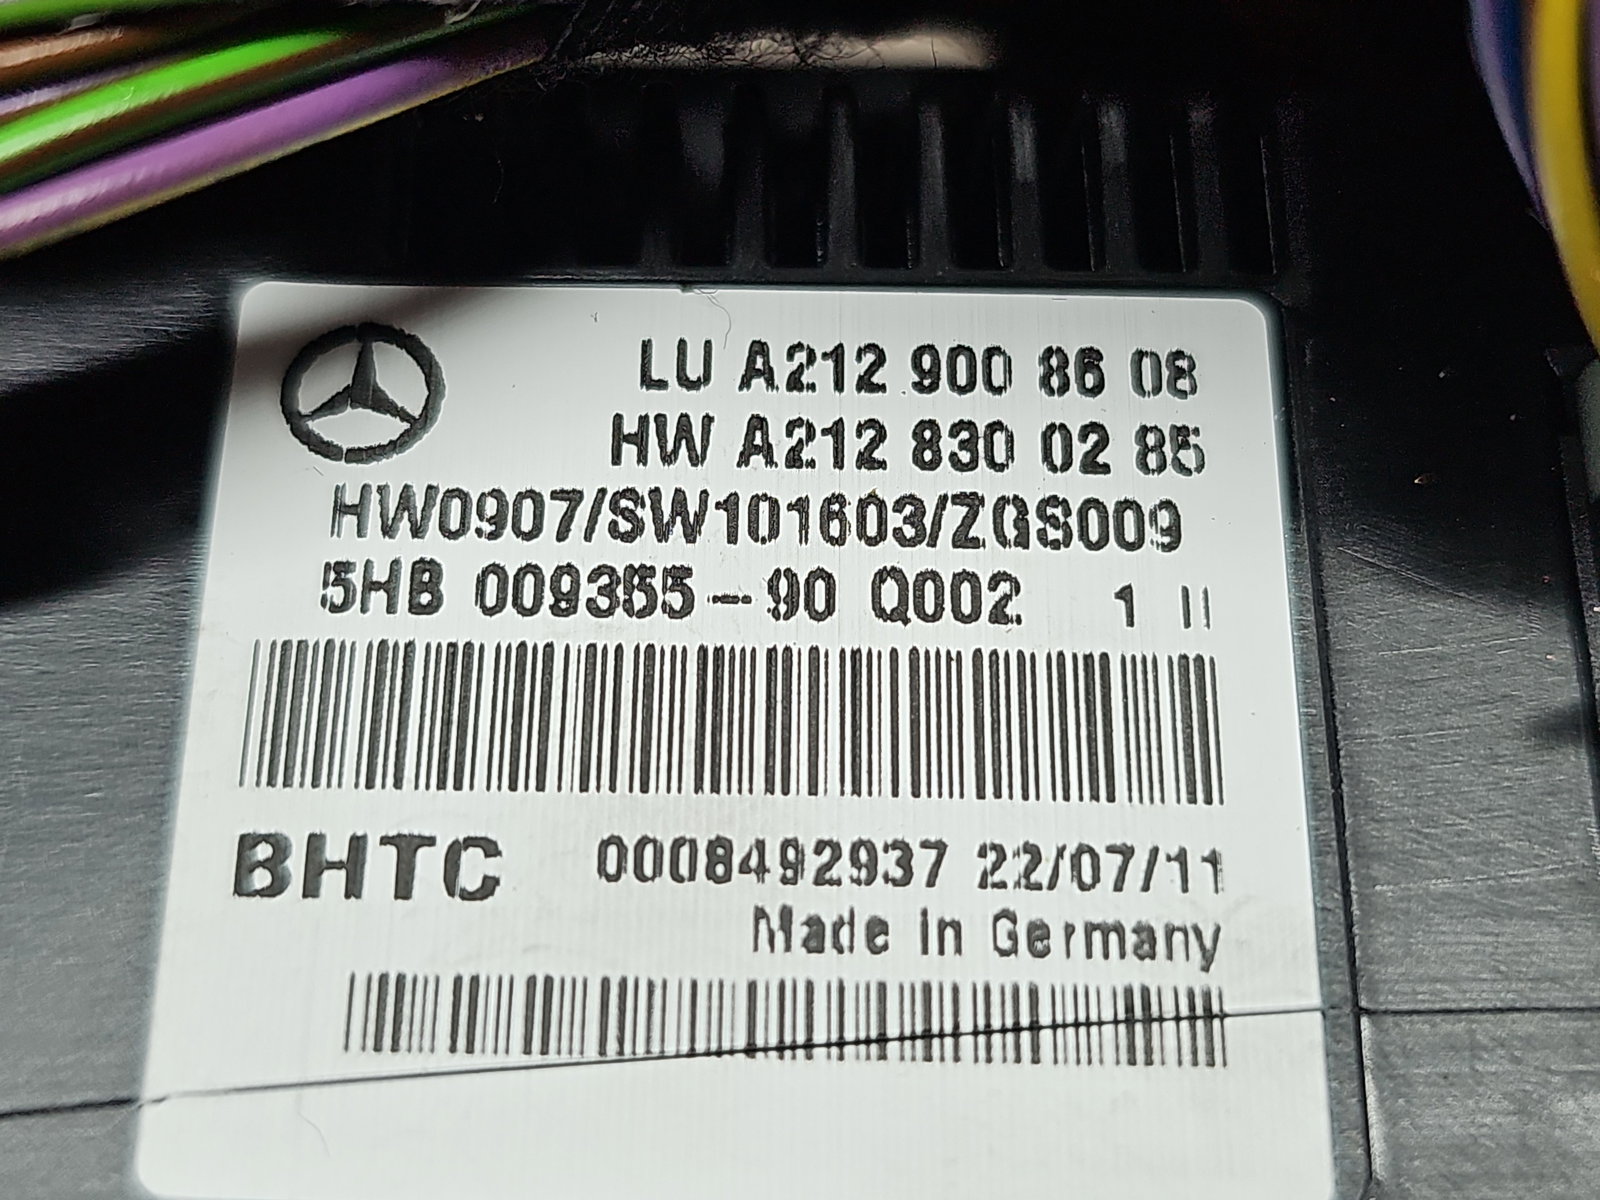 LU A212 900 86 08
HW A212 830 02 85
HW0907/SW101603/ZGS009
5HB 009355-90 Q002 1 II
BHTC 0008492937 22/07/11
Made in Germany